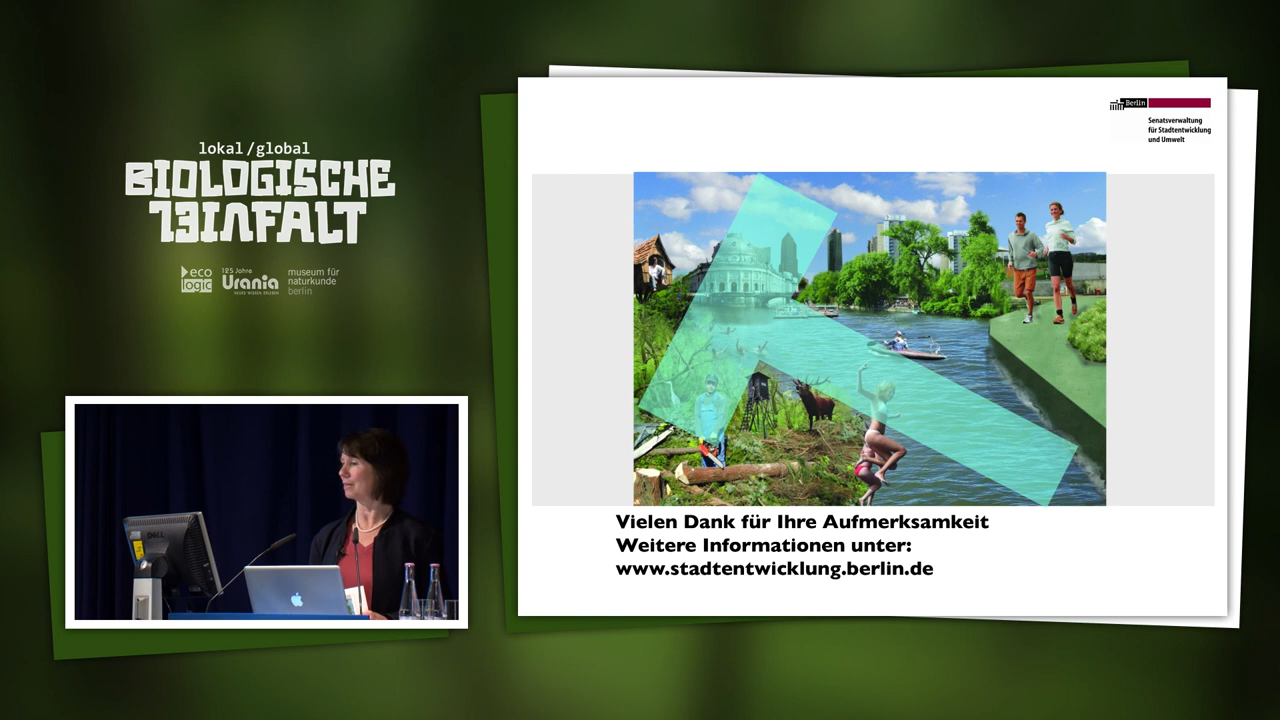 lokal/global
BIOLOGISCHE
VIELFALT
eco
logic
125 Jahre
Urania
museum für
naturkunde
berlin
Berlin
Senatsverwaltung
für Stadtentwicklung
und Umwelt
Vielen Dank für Ihre Aufmerksamkeit
Weitere Informationen unter:
www.stadtentwicklung.berlin.de
DELL